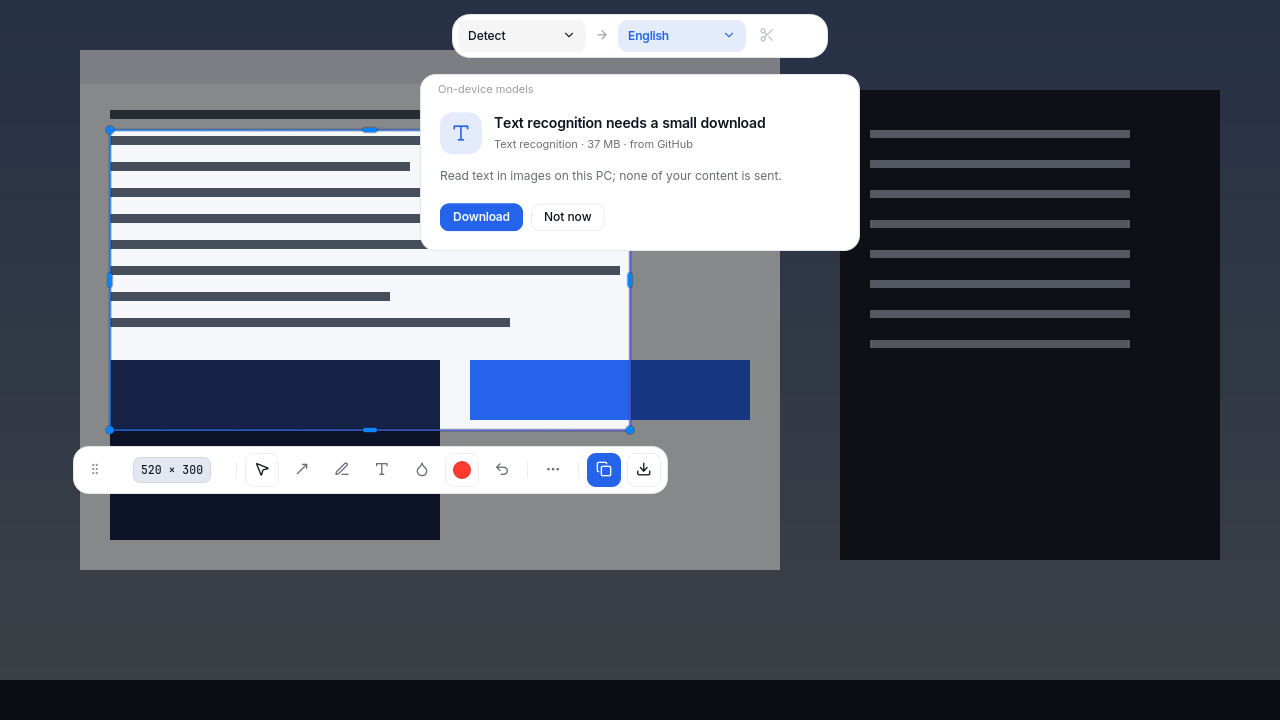 Detect
English
On-device models
Text recognition needs a small download
Text recognition · 37 MB · from GitHub
Read text in images on this PC; none of your content is sent.
Download
Not now
520 × 300